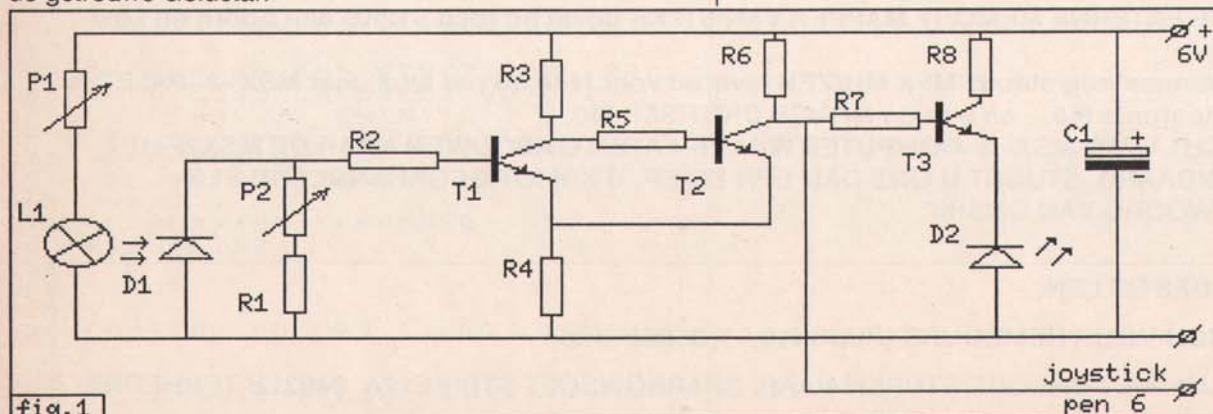 P1
L1
D1
P2
R1
R2
T1
R3
R4
R5
T2
R6
R7
R8
T3
D2
C1
+
+
6V
joystick
pen 6
fig.1